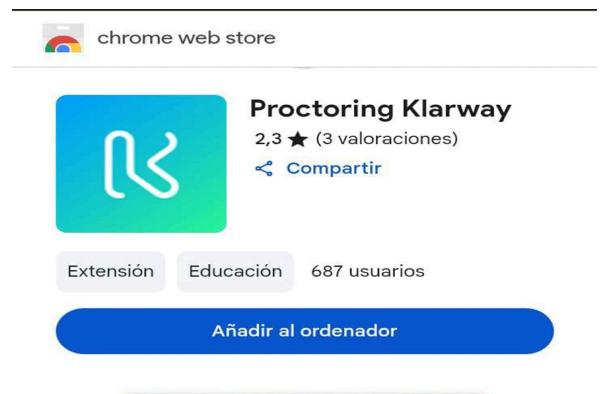 chrome web store
Proctoring Klarway
2,3 ★ (3 valoraciones)
Compartir
Extensión Educación 687 usuarios
Añadir al ordenador